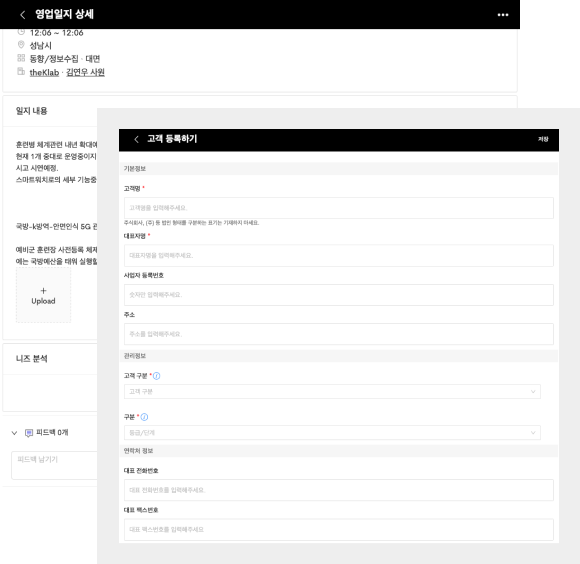 영업일지 상세
12:06 ~ 12:06
성남시
동향/정보수집 · 대면
theKlab · 김연우 사원
일지 내용
훈련병 체계관련 내년 확대예
현재 1개 중대로 운영중이지
시고 시연예정.
스마트워치로의 세부 기능중
국방-k방역-안면인식 5G 관
예비군 훈련장 사전등록 체제
에는 국방예산을 태워 실행할
+
Upload
니즈 분석
피드백 0개
피드백 남기기
고객 등록하기
저장
기본정보
고객명 *
고객명을 입력해주세요.
주식회사, (주) 등 법인 형태를 구분하는 표기는 기재하지 마세요.
대표자명 *
대표자명을 입력해주세요.
사업자 등록번호
숫자만 입력해주세요.
주소
주소를 입력해주세요.
관리정보
고객 구분 *
고객 구분
구분 *
등급/단계
연락처 정보
대표 전화번호
대표 전화번호를 입력해주세요.
대표 팩스번호
대표 팩스번호를 입력해주세요.